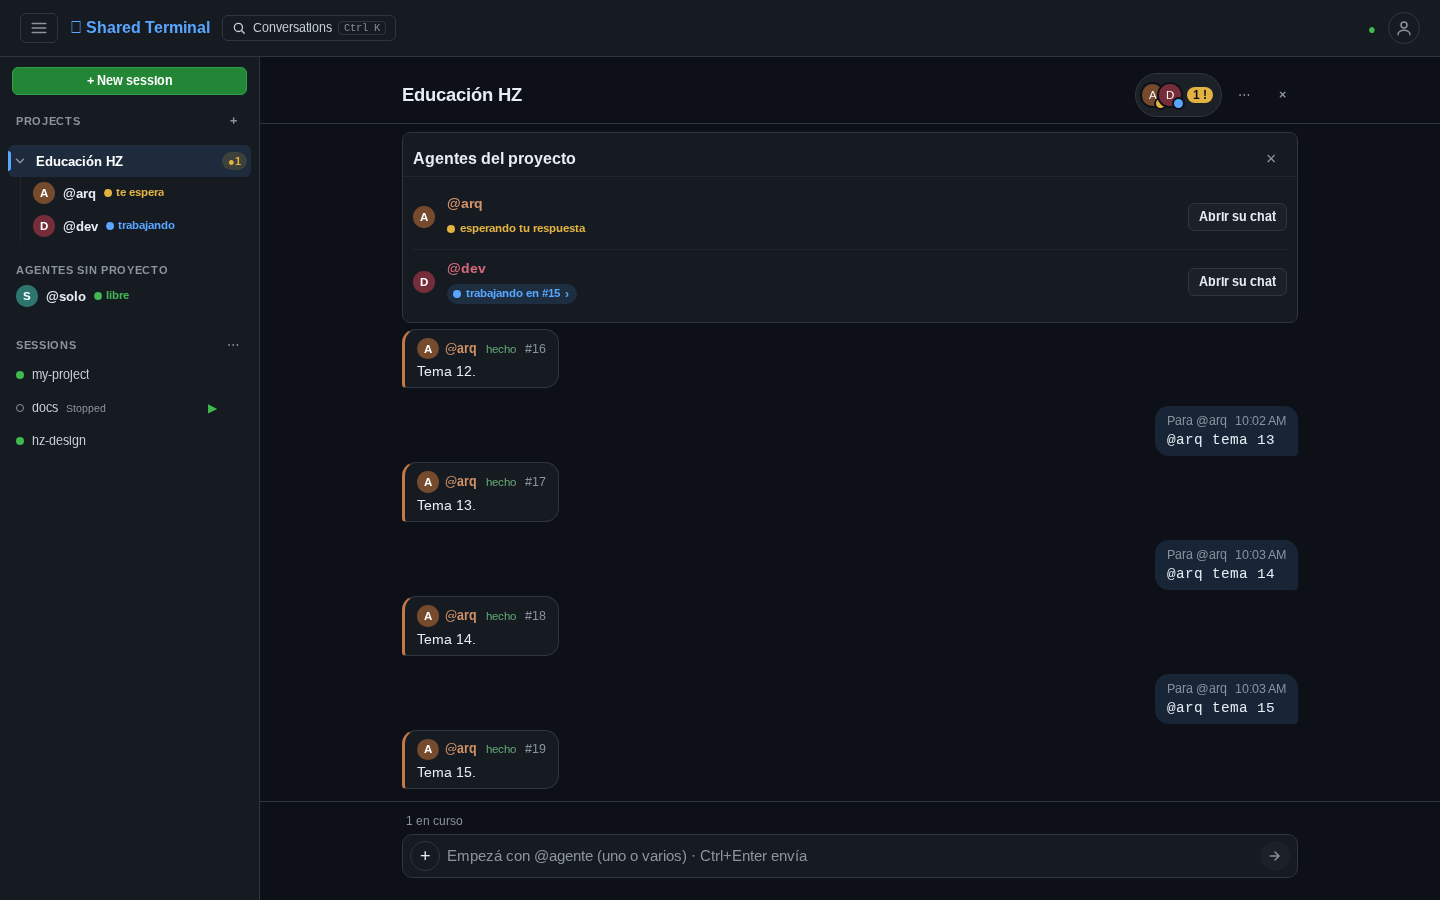 Shared Terminal
Conversations Ctrl K
+ New session
PROJECTS +
Educación HZ ●1
A @arq te espera
D @dev trabajando
AGENTES SIN PROYECTO
S @solo libre
SESSIONS ···
my-project
docs Stopped
hz-design
Educación HZ
A D 1 ! ··· ×
Agentes del proyecto ×
A @arq
esperando tu respuesta
Abrir su chat
D @dev
trabajando en #15 ›
Abrir su chat
A @arq hecho #16
Tema 12.
Para @arq 10:02 AM
@arq tema 13
A @arq hecho #17
Tema 13.
Para @arq 10:03 AM
@arq tema 14
A @arq hecho #18
Tema 14.
Para @arq 10:03 AM
@arq tema 15
A @arq hecho #19
Tema 15.
1 en curso
+ Empezá con @agente (uno o varios) · Ctrl+Enter envía